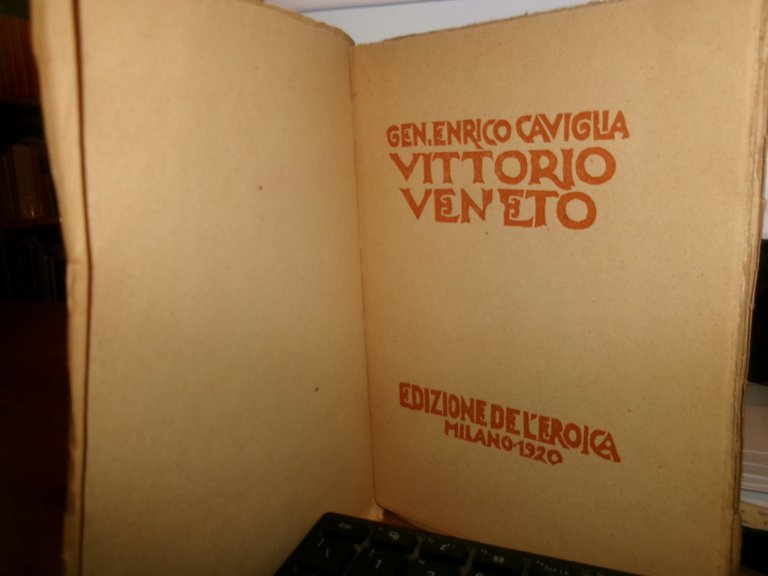 GEN. ENRICO CAVIGLIA
VITTORIO
VENETO
EDIZIONE DE L'EROICA
MILANO-1920